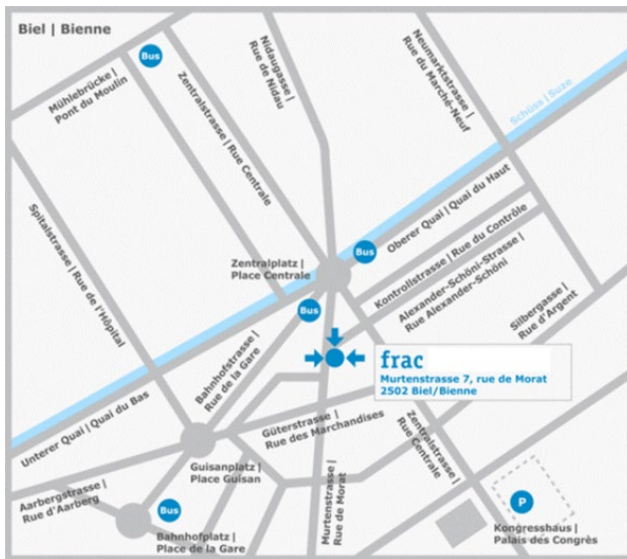 Biel | Bienne
Bus
Mühlebrücke |
Pont du Moulin
Zentralstrasse | Rue Centrale
Nidaugasse |
Rue de Nidau
Neumarktstrasse |
Rue du Marché-Neuf
Schüss | Suze
Spitalstrasse | Rue de l'Hôpital
Zentralplatz |
Place Centrale
Bus
Oberer Quai | Quai du Haut
Kontrollstrasse | Rue du Contrôle
Alexander-Schöni-Strasse |
Rue Alexander-Schöni
Silbergasse |
Rue d'Argent
Bus
Bahnhofstrasse |
Rue de la Gare
frac
Murtenstrasse 7, rue de Morat
2502 Biel/Bienne
Unterer Quai | Quai du Bas
Güterstrasse |
Rue des Marchandises
Zentralstrasse |
Rue Centrale
Guisanplatz |
Place Guisan
Murtenstrasse |
Rue de Morat
Aarbergstrasse |
Rue d'Aarberg
Bus
Bahnhofplatz |
Place de la Gare
P
Kongresshaus |
Palais des Congrès